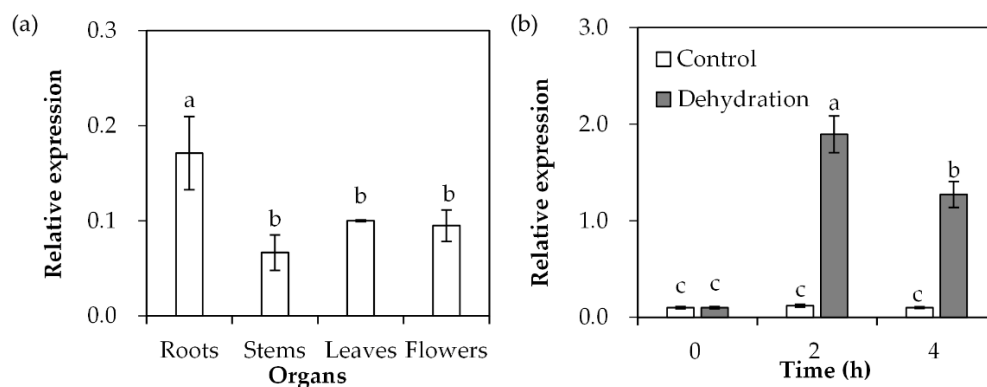 (a)
Relative expression
0.3
0.2
0.1
0.0
a
b
b
b
Roots Stems Leaves Flowers
Organs
(b)
Relative expression
3.0
2.0
1.0
0.0
Control
Dehydration
c c
c
a
c
b
0 2 4
Time (h)